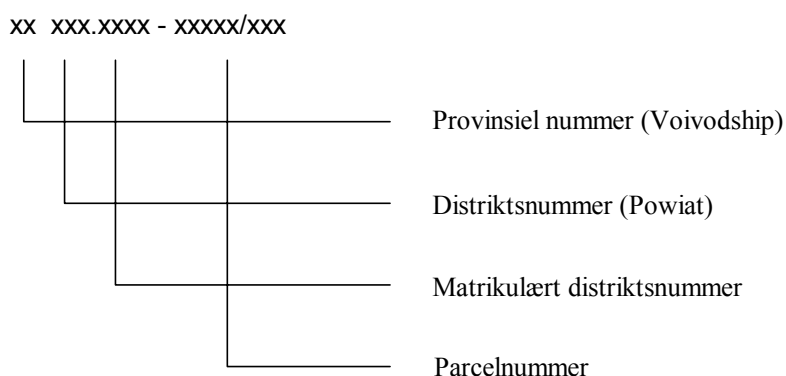 xx xxx.xxxx - xxxxx/xxx
Provinsiel nummer (Voivodship)
Distriktsnummer (Powiat)
Matrikulært distriktsnummer
Parcelnummer